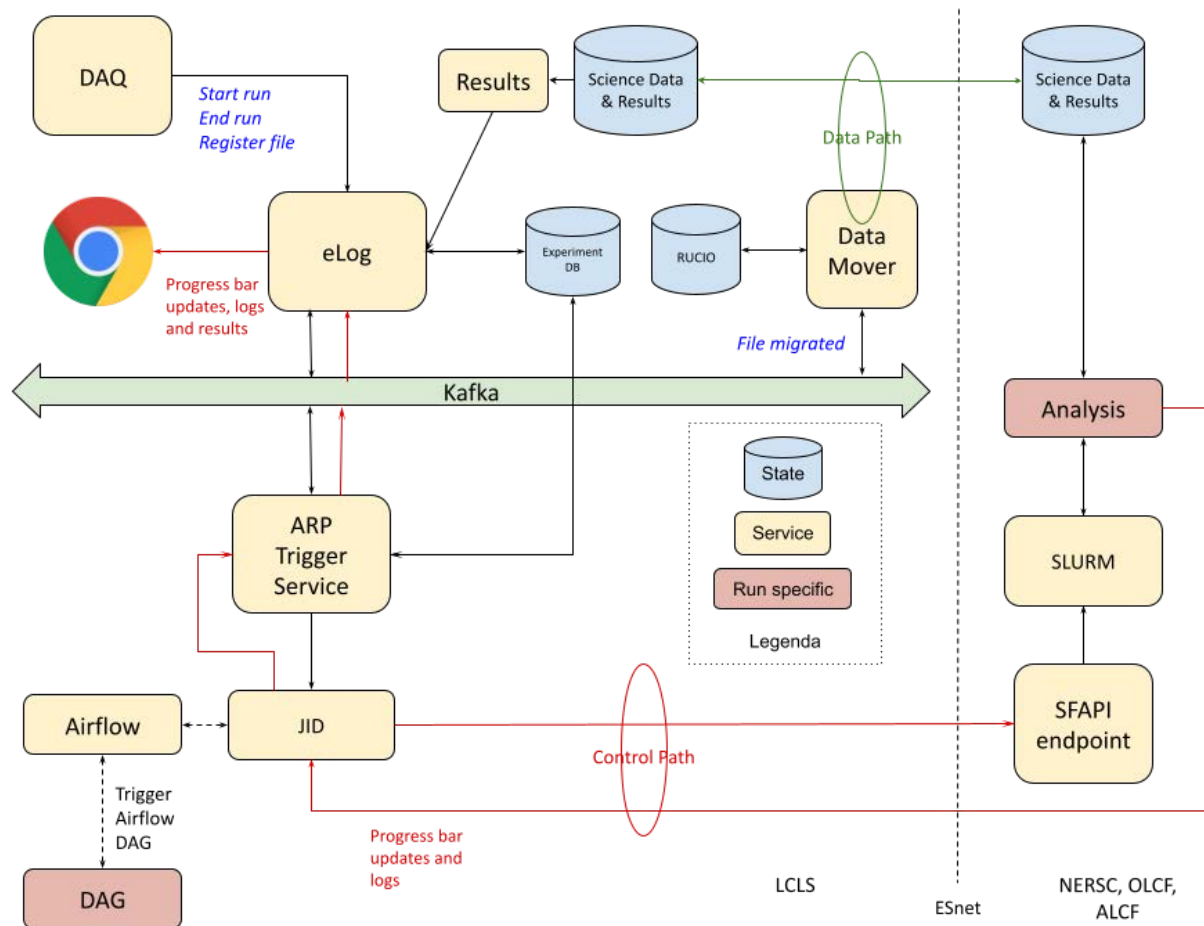 DAQ
Start run
End run
Register file
Results
Science Data
& Results
Science Data
& Results
Data Path
eLog
Experiment
DB
RUCIO
Data
Mover
Progress bar
updates, logs
and results
File migrated
Kafka
Analysis
State
Service
Run specific
Legenda
ARP
Trigger
Service
SLURM
Airflow
JID
Control Path
SFAPI
endpoint
Trigger
Airflow
DAG
Progress bar
updates and
logs
DAG
LCLS
ESnet
NERSC, OLCF,
ALCF